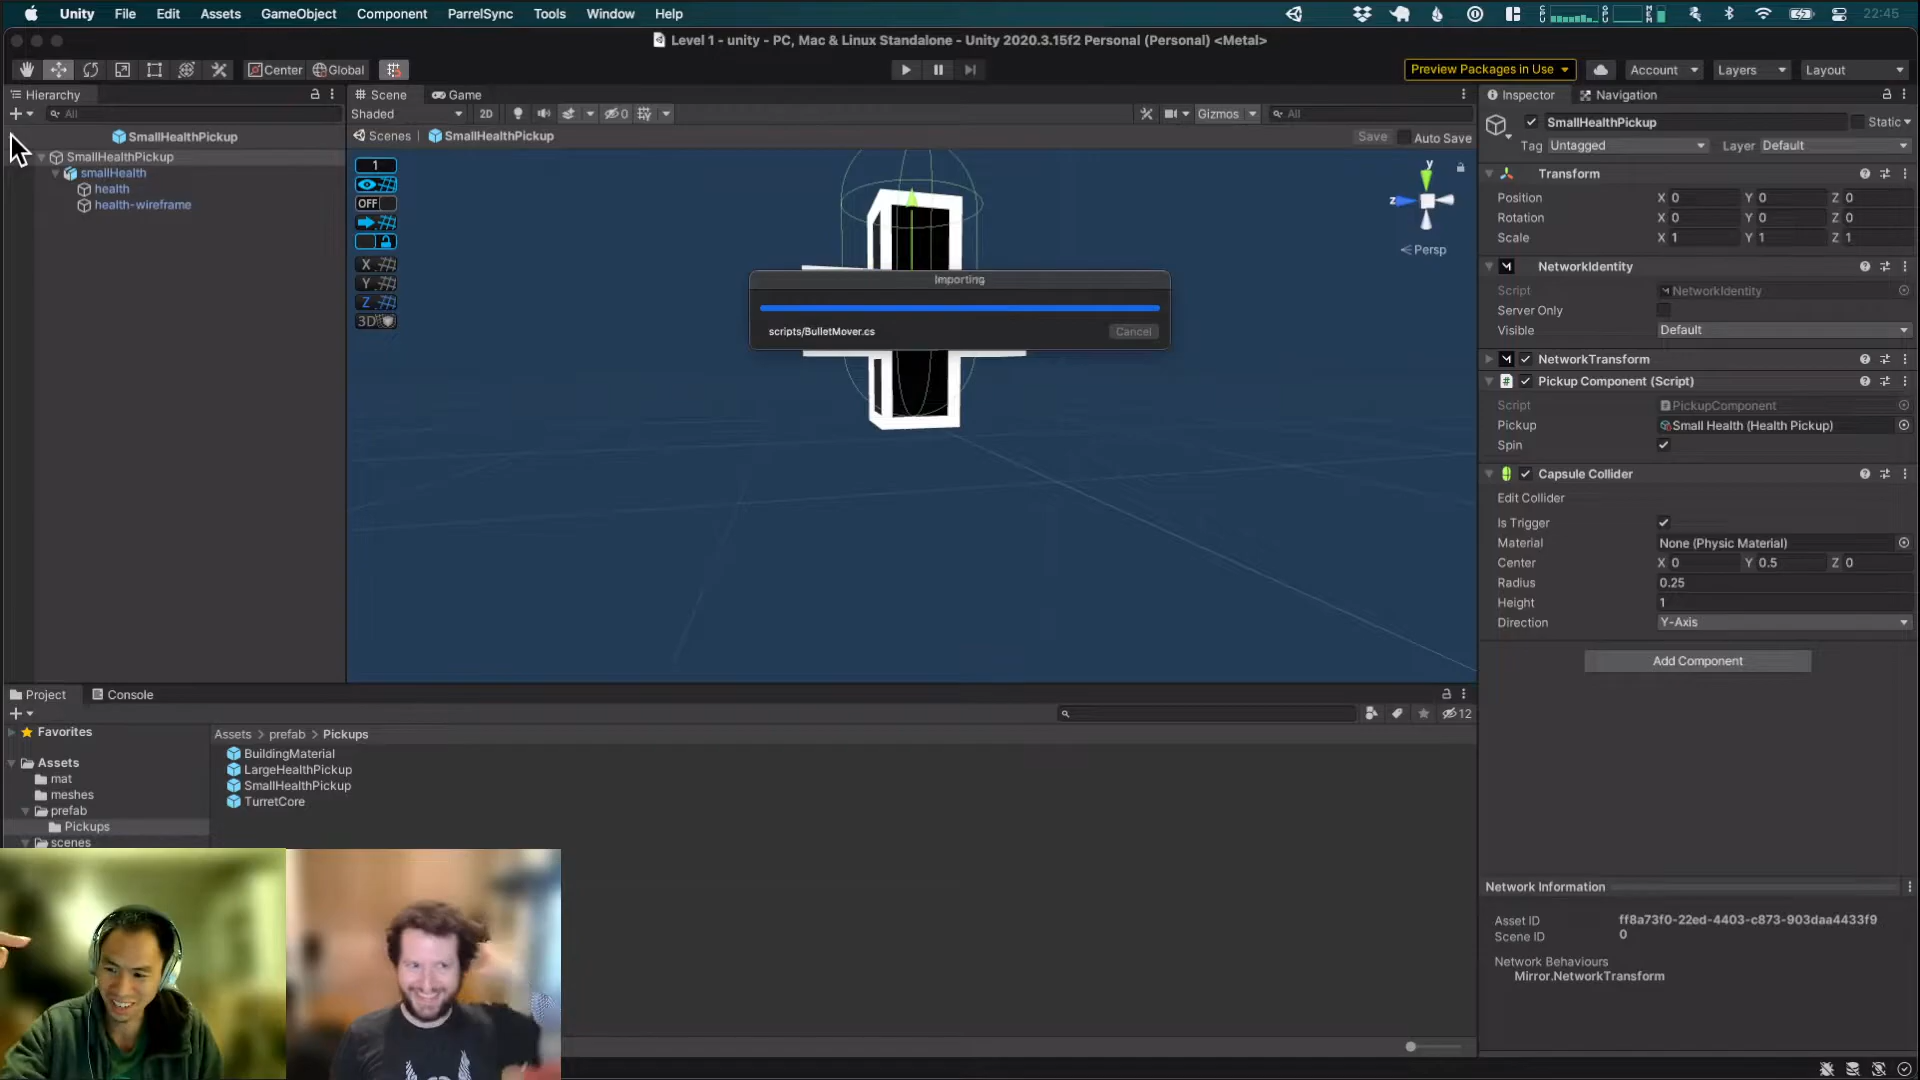 Unity File Edit Assets GameObject Component ParrelSync Tools Window Help 22:45
Level 1 - unity - PC, Mac & Linux Standalone - Unity 2020.3.15f2 Personal (Personal) <Metal>
Center Global Preview Packages in Use Account Layers Layout
Hierarchy Scene Game Inspector Navigation
All Shaded 2D 0 Gizmos All SmallHealthPickup Static
SmallHealthPickup Scenes SmallHealthPickup Save Auto Save Tag Untagged Layer Default
SmallHealthPickup
smallHealth
health
health-wireframe
1
OFF
X
Y
Z
3D
y
z
Persp
Importing
scripts/BulletMover.cs Cancel
Transform
Position X 0 Y 0 Z 0
Rotation X 0 Y 0 Z 0
Scale X 1 Y 1 Z 1
NetworkIdentity
Script NetworkIdentity
Server Only
Visible Default
NetworkTransform
Pickup Component (Script)
Script PickupComponent
Pickup Small Health (Health Pickup)
Spin
Capsule Collider
Edit Collider
Is Trigger
Material None (Physic Material)
Center X 0 Y 0.5 Z 0
Radius 0.25
Height 1
Direction Y-Axis
Add Component
Project Console
12
Favorites
Assets
mat
meshes
prefab
Pickups
scenes
Assets > prefab > Pickups
BuildingMaterial
LargeHealthPickup
SmallHealthPickup
TurretCore
Network Information
Asset ID ff8a73f0-22ed-4403-c873-903daa4433f9
Scene ID 0
Network Behaviours
Mirror.NetworkTransform